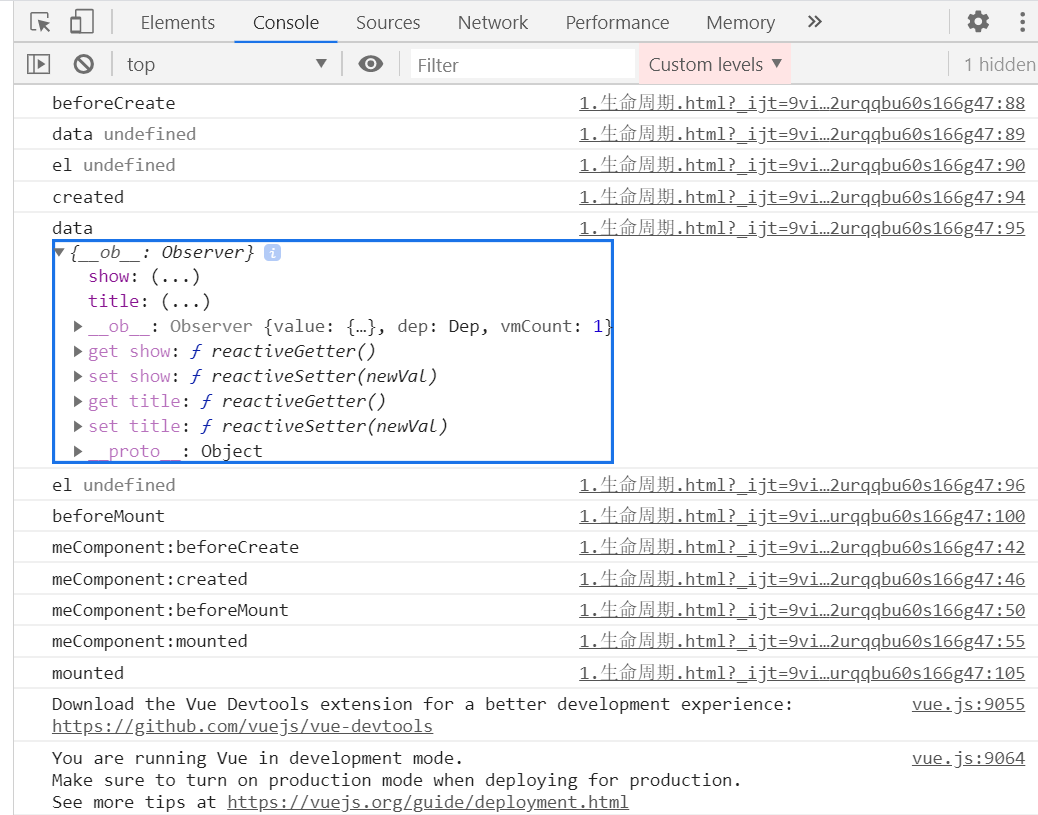 Elements Console Sources Network Performance Memory »
top ▼ Filter Custom levels ▼ 1 hidden
beforeCreate 1.生命周期.html?_ijt=9vi…2urqqbu60s166g47:88
data undefined 1.生命周期.html?_ijt=9vi…2urqqbu60s166g47:89
el undefined 1.生命周期.html?_ijt=9vi…2urqqbu60s166g47:90
created 1.生命周期.html?_ijt=9vi…2urqqbu60s166g47:94
data 1.生命周期.html?_ijt=9vi…2urqqbu60s166g47:95
▼{__ob__: Observer} i
show: (...)
title: (...)
▶__ob__: Observer {value: {…}, dep: Dep, vmCount: 1}
▶get show: ƒ reactiveGetter()
▶set show: ƒ reactiveSetter(newVal)
▶get title: ƒ reactiveGetter()
▶set title: ƒ reactiveSetter(newVal)
▶__proto__: Object
el undefined 1.生命周期.html?_ijt=9vi…2urqqbu60s166g47:96
beforeMount 1.生命周期.html?_ijt=9vi…urqqbu60s166g47:100
meComponent:beforeCreate 1.生命周期.html?_ijt=9vi…2urqqbu60s166g47:42
meComponent:created 1.生命周期.html?_ijt=9vi…2urqqbu60s166g47:46
meComponent:beforeMount 1.生命周期.html?_ijt=9vi…2urqqbu60s166g47:50
meComponent:mounted 1.生命周期.html?_ijt=9vi…2urqqbu60s166g47:55
mounted 1.生命周期.html?_ijt=9vi…urqqbu60s166g47:105
Download the Vue Devtools extension for a better development experience: vue.js:9055
https://github.com/vuejs/vue-devtools
You are running Vue in development mode. vue.js:9064
Make sure to turn on production mode when deploying for production.
See more tips at https://vuejs.org/guide/deployment.html